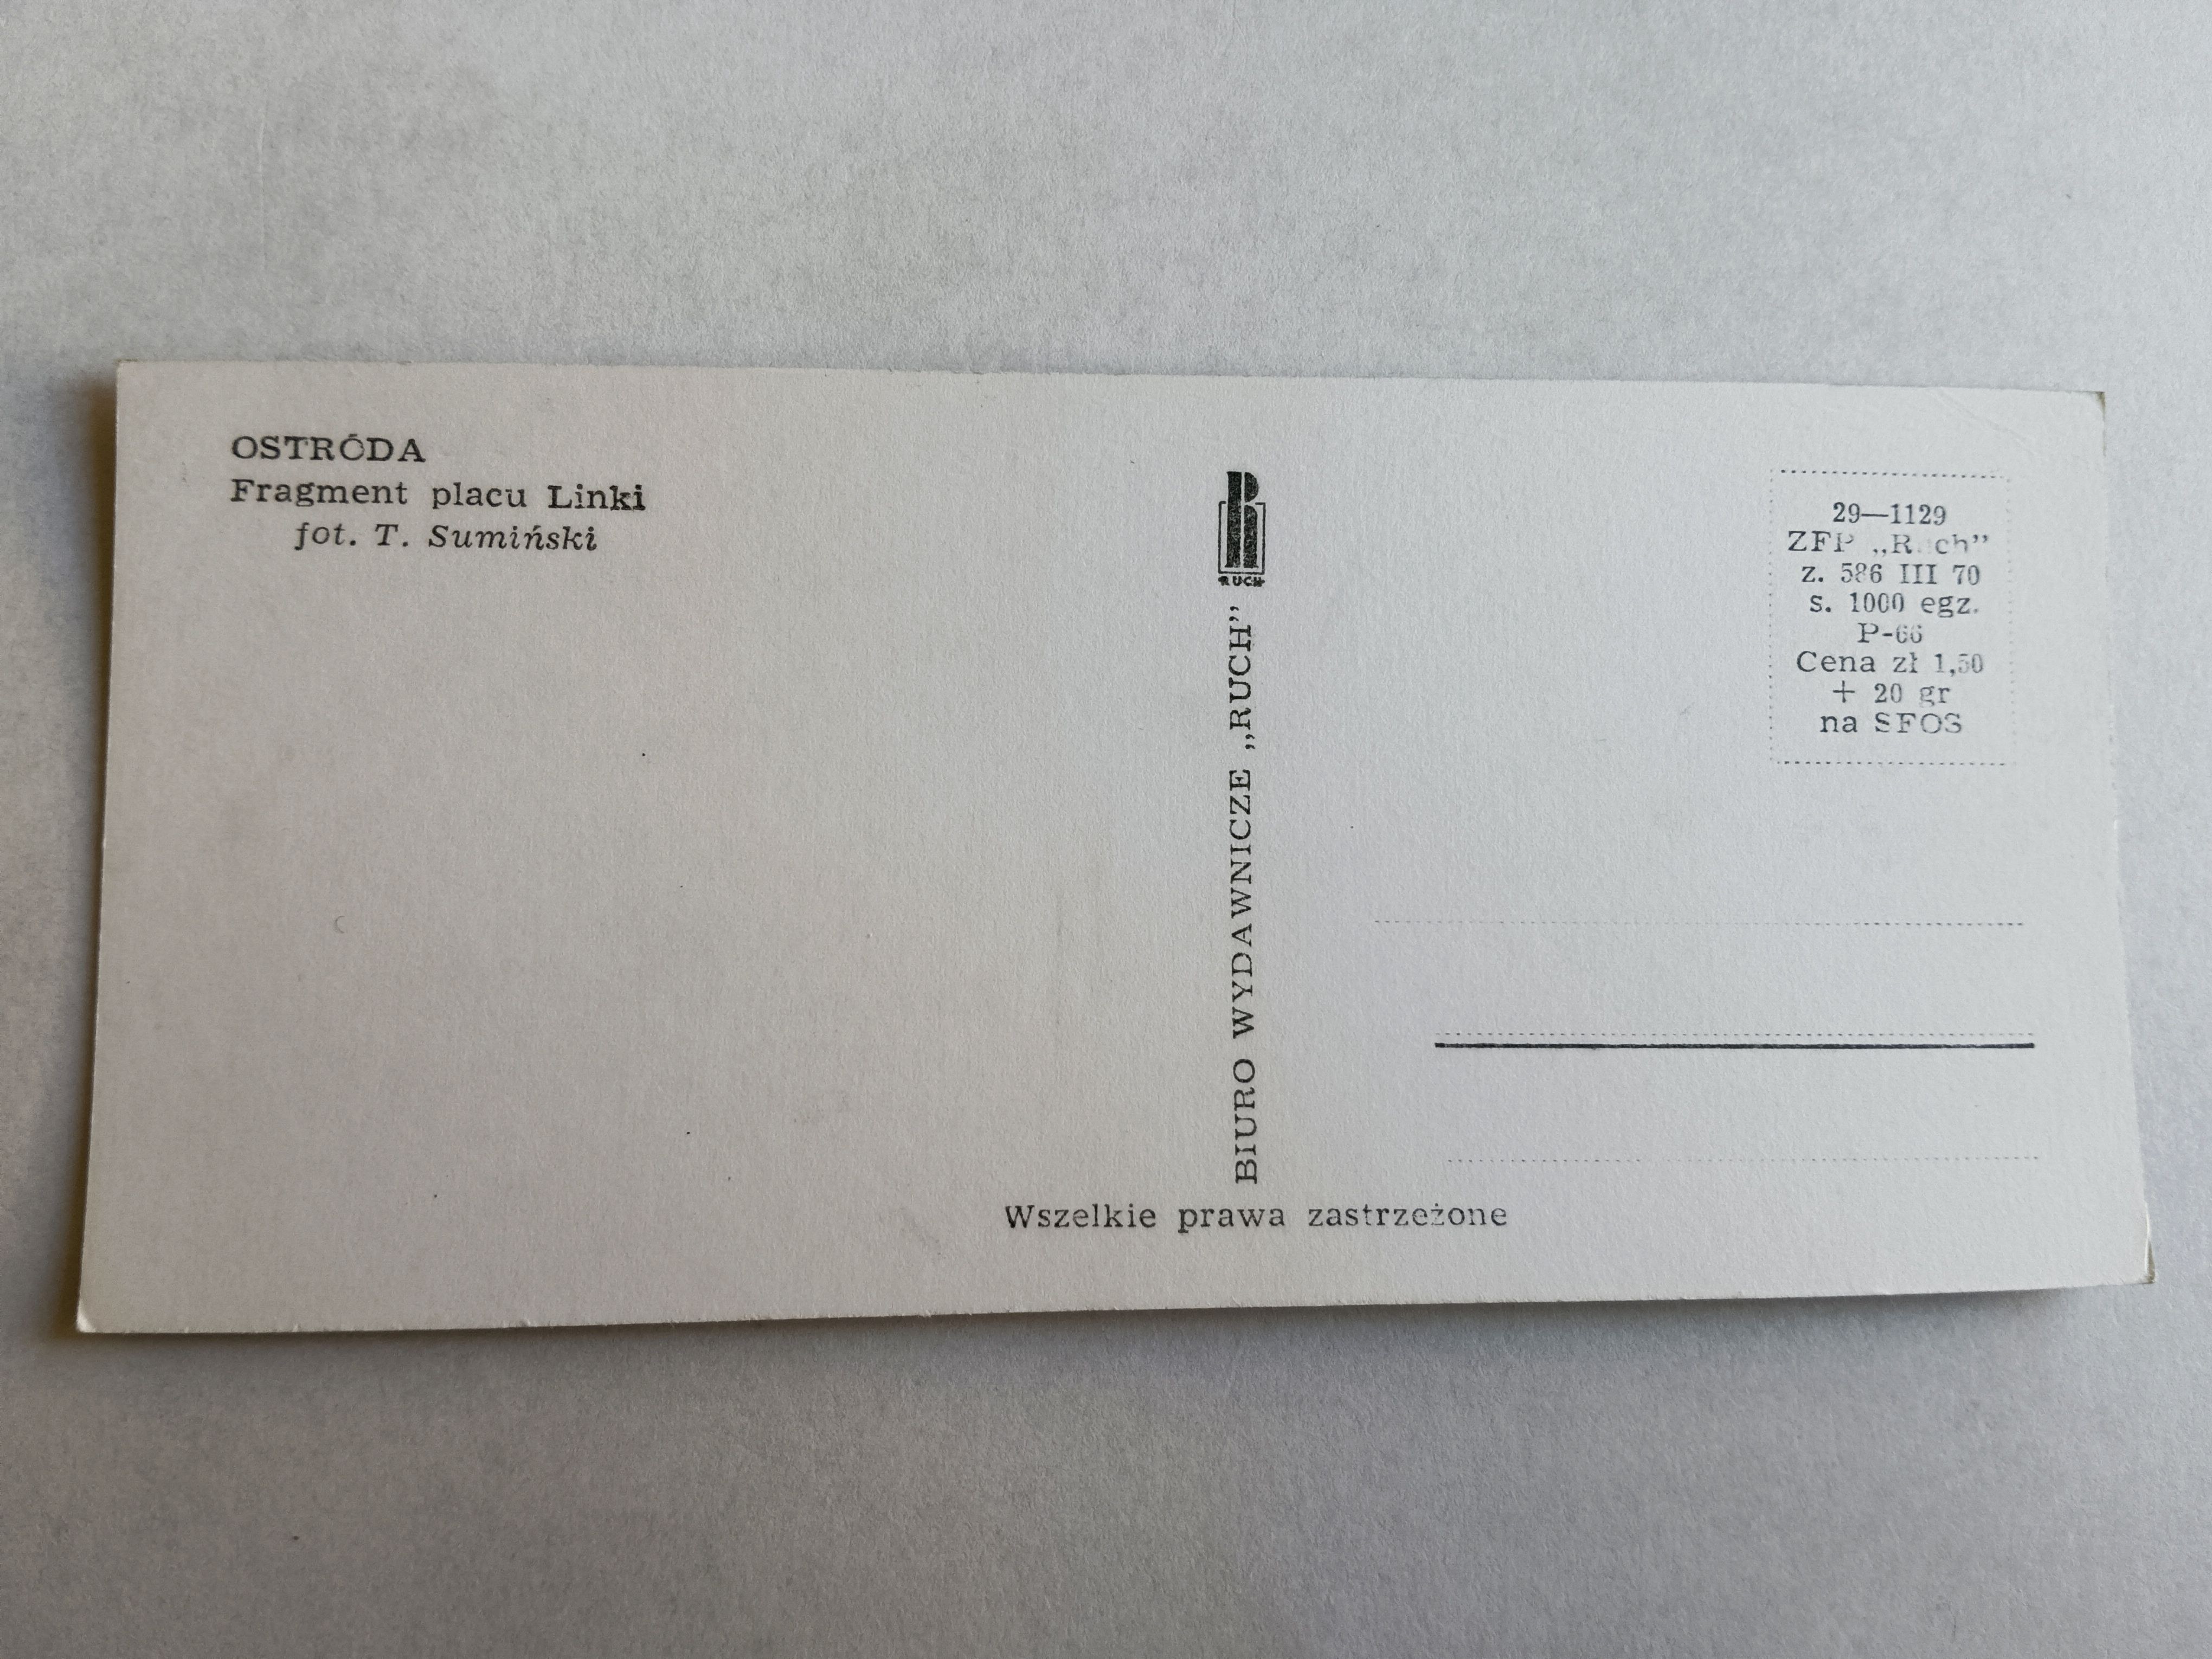 OSTRÓDA
Fragment placu Linki
fot. T. Sumiński
RUCH
BIURO WYDAWNICZE „RUCH”
29—1129
ZFP „Ruch”
z. 586 III 70
s. 1000 egz.
P-66
Cena zł 1,50
+ 20 gr
na SFOS
Wszelkie prawa zastrzeżone